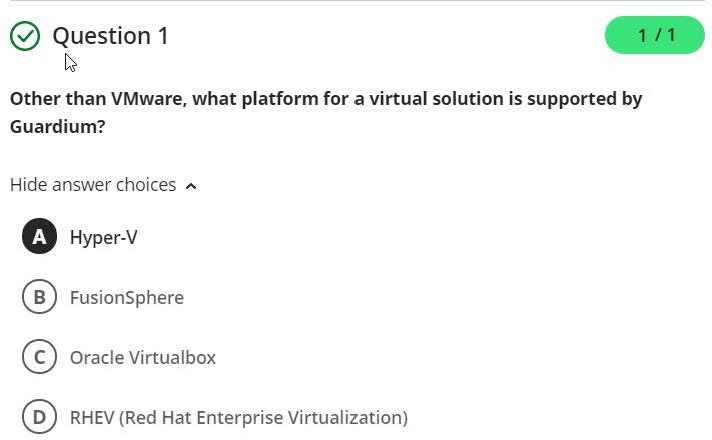 Question 1
1 / 1
Other than VMware, what platform for a virtual solution is supported by
Guardium?
Hide answer choices
A Hyper-V
B FusionSphere
C Oracle Virtualbox
D RHEV (Red Hat Enterprise Virtualization)